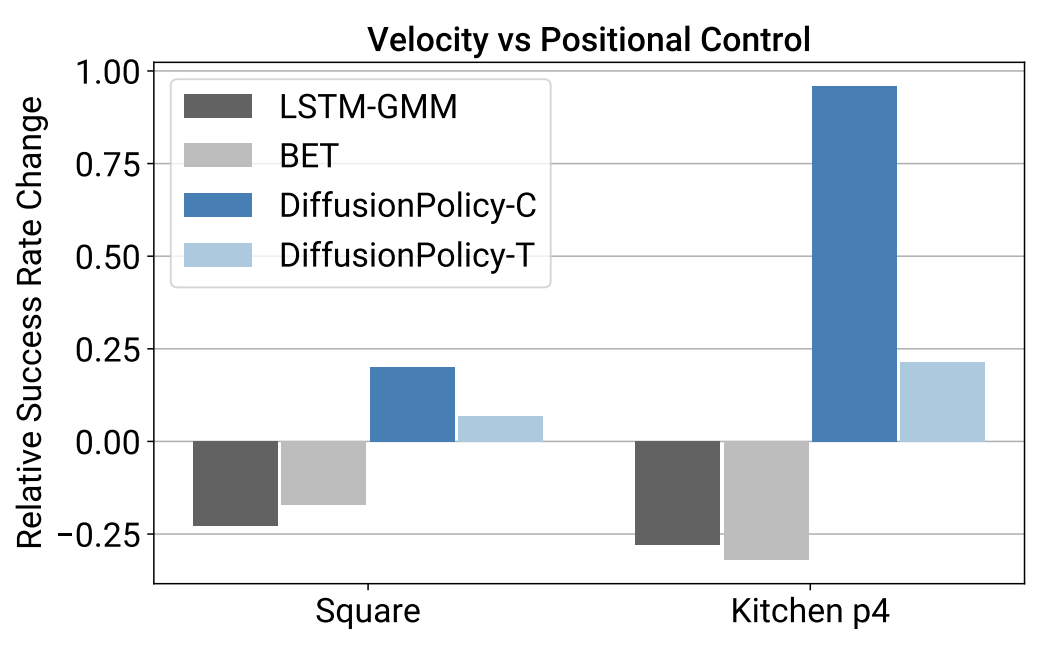 Velocity vs Positional Control
Relative Success Rate Change
1.00
0.75
0.50
0.25
0.00
−0.25
LSTM-GMM
BET
DiffusionPolicy-C
DiffusionPolicy-T
Square
Kitchen p4